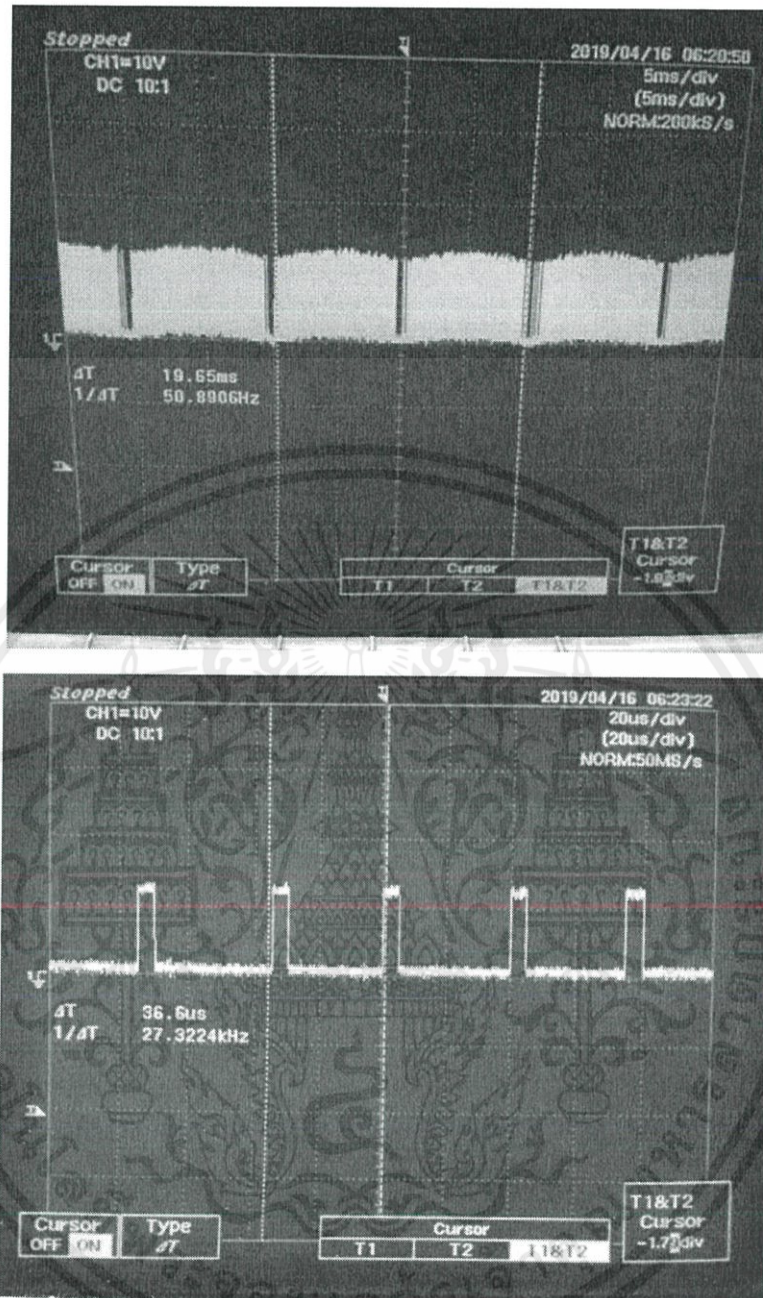 Stopped
2019/04/16 06:20:50
CH1=10V
DC 10:1
5ms/div
(5ms/div)
NORM:200kS/s
ΔT 19.65ms
1/ΔT 50.8906Hz
Cursor
OFF ON
Type
ΔT
Cursor
T1 T2 T1&T2
T1&T2
Cursor
div
Stopped
2019/04/16 06:23:22
CH1=10V
DC 10:1
20us/div
(20us/div)
NORM:50MS/s
ΔT 36.6us
1/ΔT 27.3224kHz
Cursor
OFF ON
Type
ΔT
Cursor
T1 T2 T1&T2
T1&T2
Cursor
div